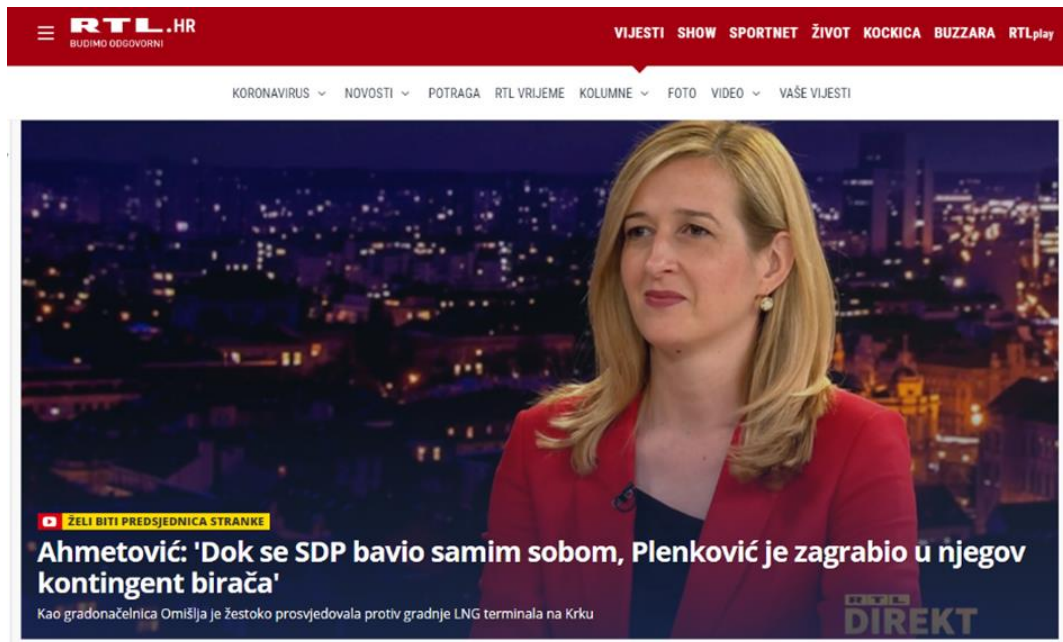 RTL.HR
BUDIMO ODGOVORNI
VIJESTI SHOW SPORTNET ŽIVOT KOCKICA BUZZARA RTLplay
KORONAVIRUS NOVOSTI POTRAGA RTL VRIJEME KOLUMNE FOTO VIDEO VAŠE VIJESTI
ŽELI BITI PREDSJEDNICA STRANKE
Ahmetović: 'Dok se SDP bavio samim sobom, Plenković je zagrabio u njegov
kontingent birača'
Kao gradonačelnica Omišlja je žestoko prosvjedovala protiv gradnje LNG terminala na Krku
RTL
DIREKT